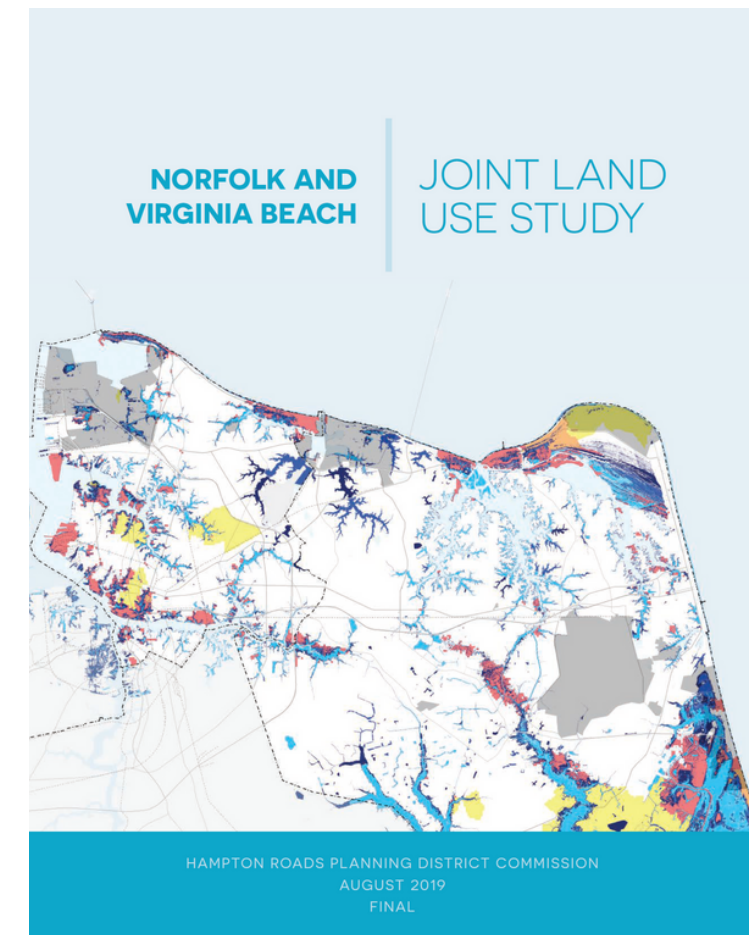 NORFOLK AND
VIRGINIA BEACH
JOINT LAND
USE STUDY
HAMPTON ROADS PLANNING DISTRICT COMMISSION
AUGUST 2019
FINAL